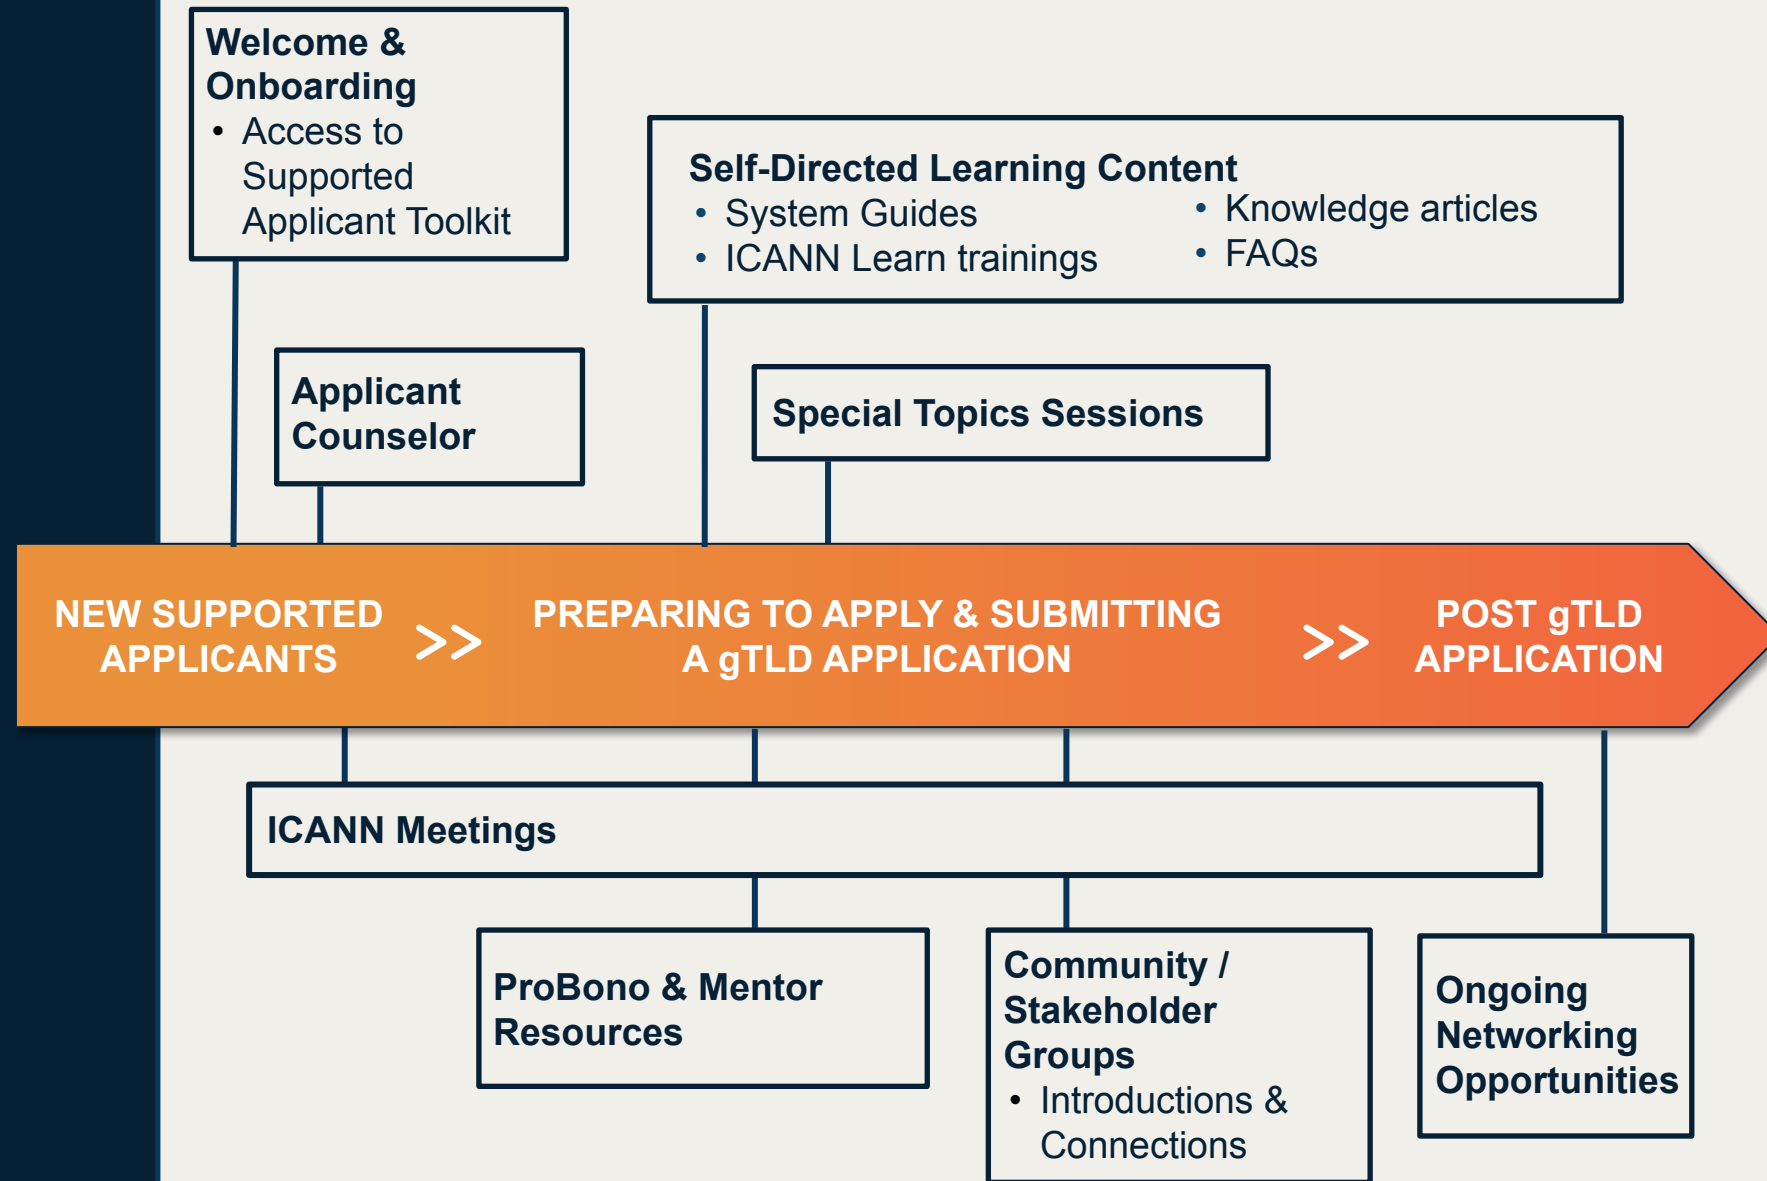 Welcome &
Onboarding
• Access to
Supported
Applicant Toolkit
Self-Directed Learning Content
• System Guides
• ICANN Learn trainings
• Knowledge articles
• FAQs
Applicant
Counselor
Special Topics Sessions
NEW SUPPORTED
APPLICANTS
>>
PREPARING TO APPLY & SUBMITTING
A gTLD APPLICATION
>>
POST gTLD
APPLICATION
ICANN Meetings
ProBono & Mentor
Resources
Community /
Stakeholder
Groups
• Introductions &
Connections
Ongoing
Networking
Opportunities